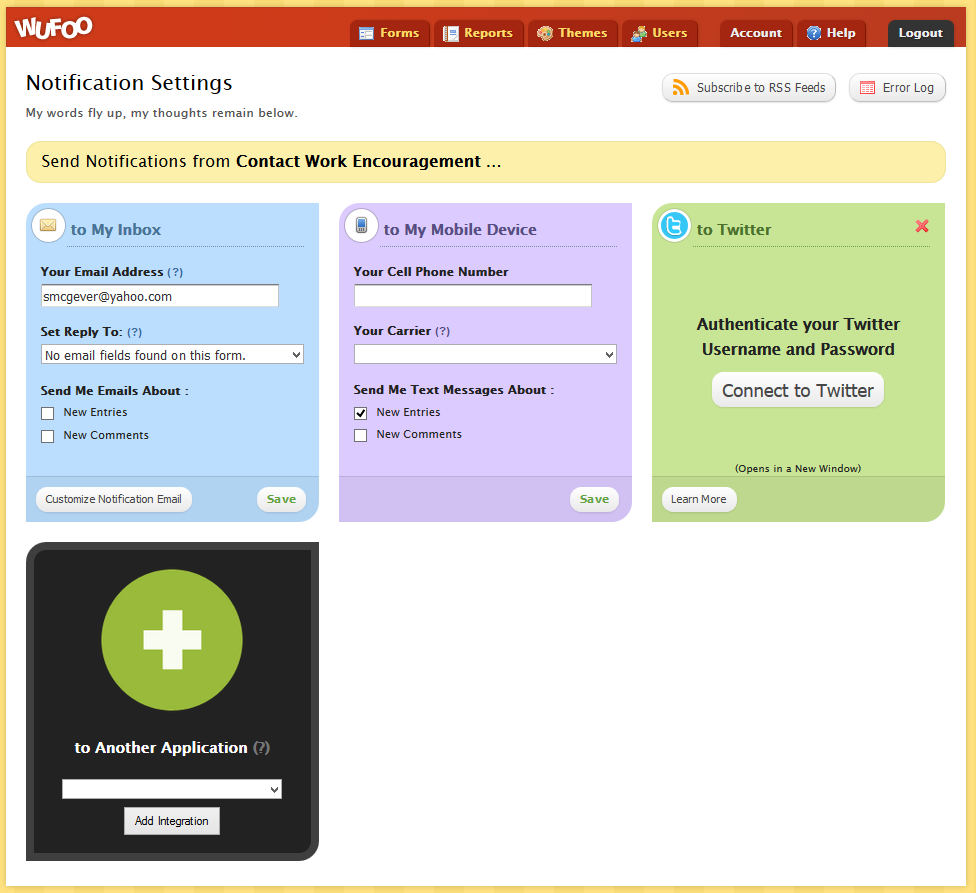 WUFOO
Forms
Reports
Themes
Users
Account
Help
Logout
Notification Settings
Subscribe to RSS Feeds
Error Log
My words fly up, my thoughts remain below.
Send Notifications from Contact Work Encouragement ...
to My Inbox
Your Email Address (?)
smcgever@yahoo.com
Set Reply To: (?)
No email fields found on this form.
Send Me Emails About :
New Entries
New Comments
Customize Notification Email
Save
to My Mobile Device
Your Cell Phone Number
Your Carrier (?)
Send Me Text Messages About :
New Entries
New Comments
Save
to Twitter
Authenticate your Twitter
Username and Password
Connect to Twitter
(Opens in a New Window)
Learn More
to Another Application (?)
Add Integration